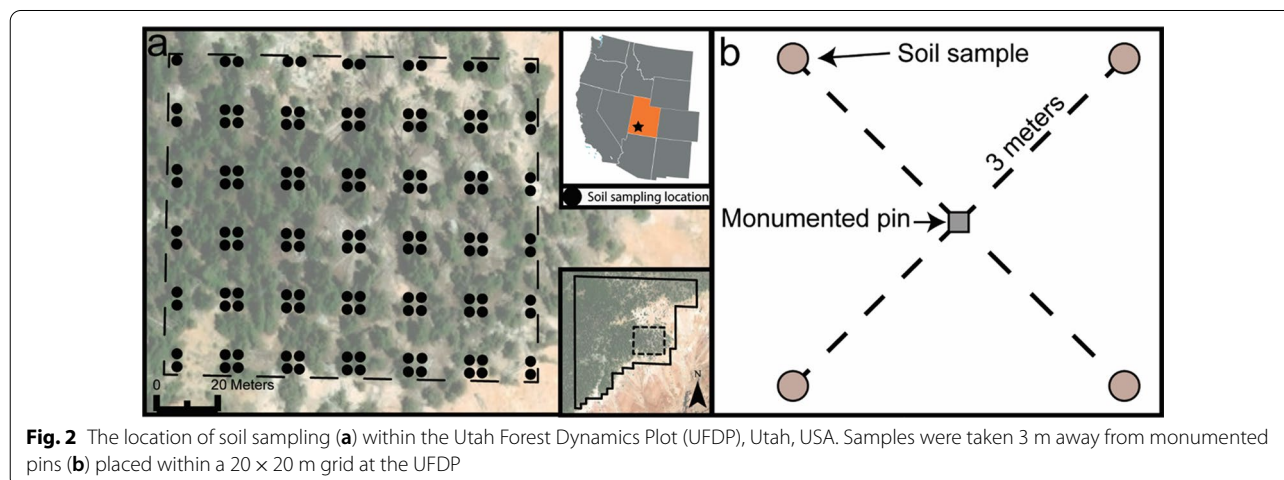 a
Soil sampling location
0
20 Meters
N
b
Soil sample
3 meters
Monumented pin
Fig. 2 The location of soil sampling (a) within the Utah Forest Dynamics Plot (UFDP), Utah, USA. Samples were taken 3 m away from monumented
pins (b) placed within a 20 × 20 m grid at the UFDP